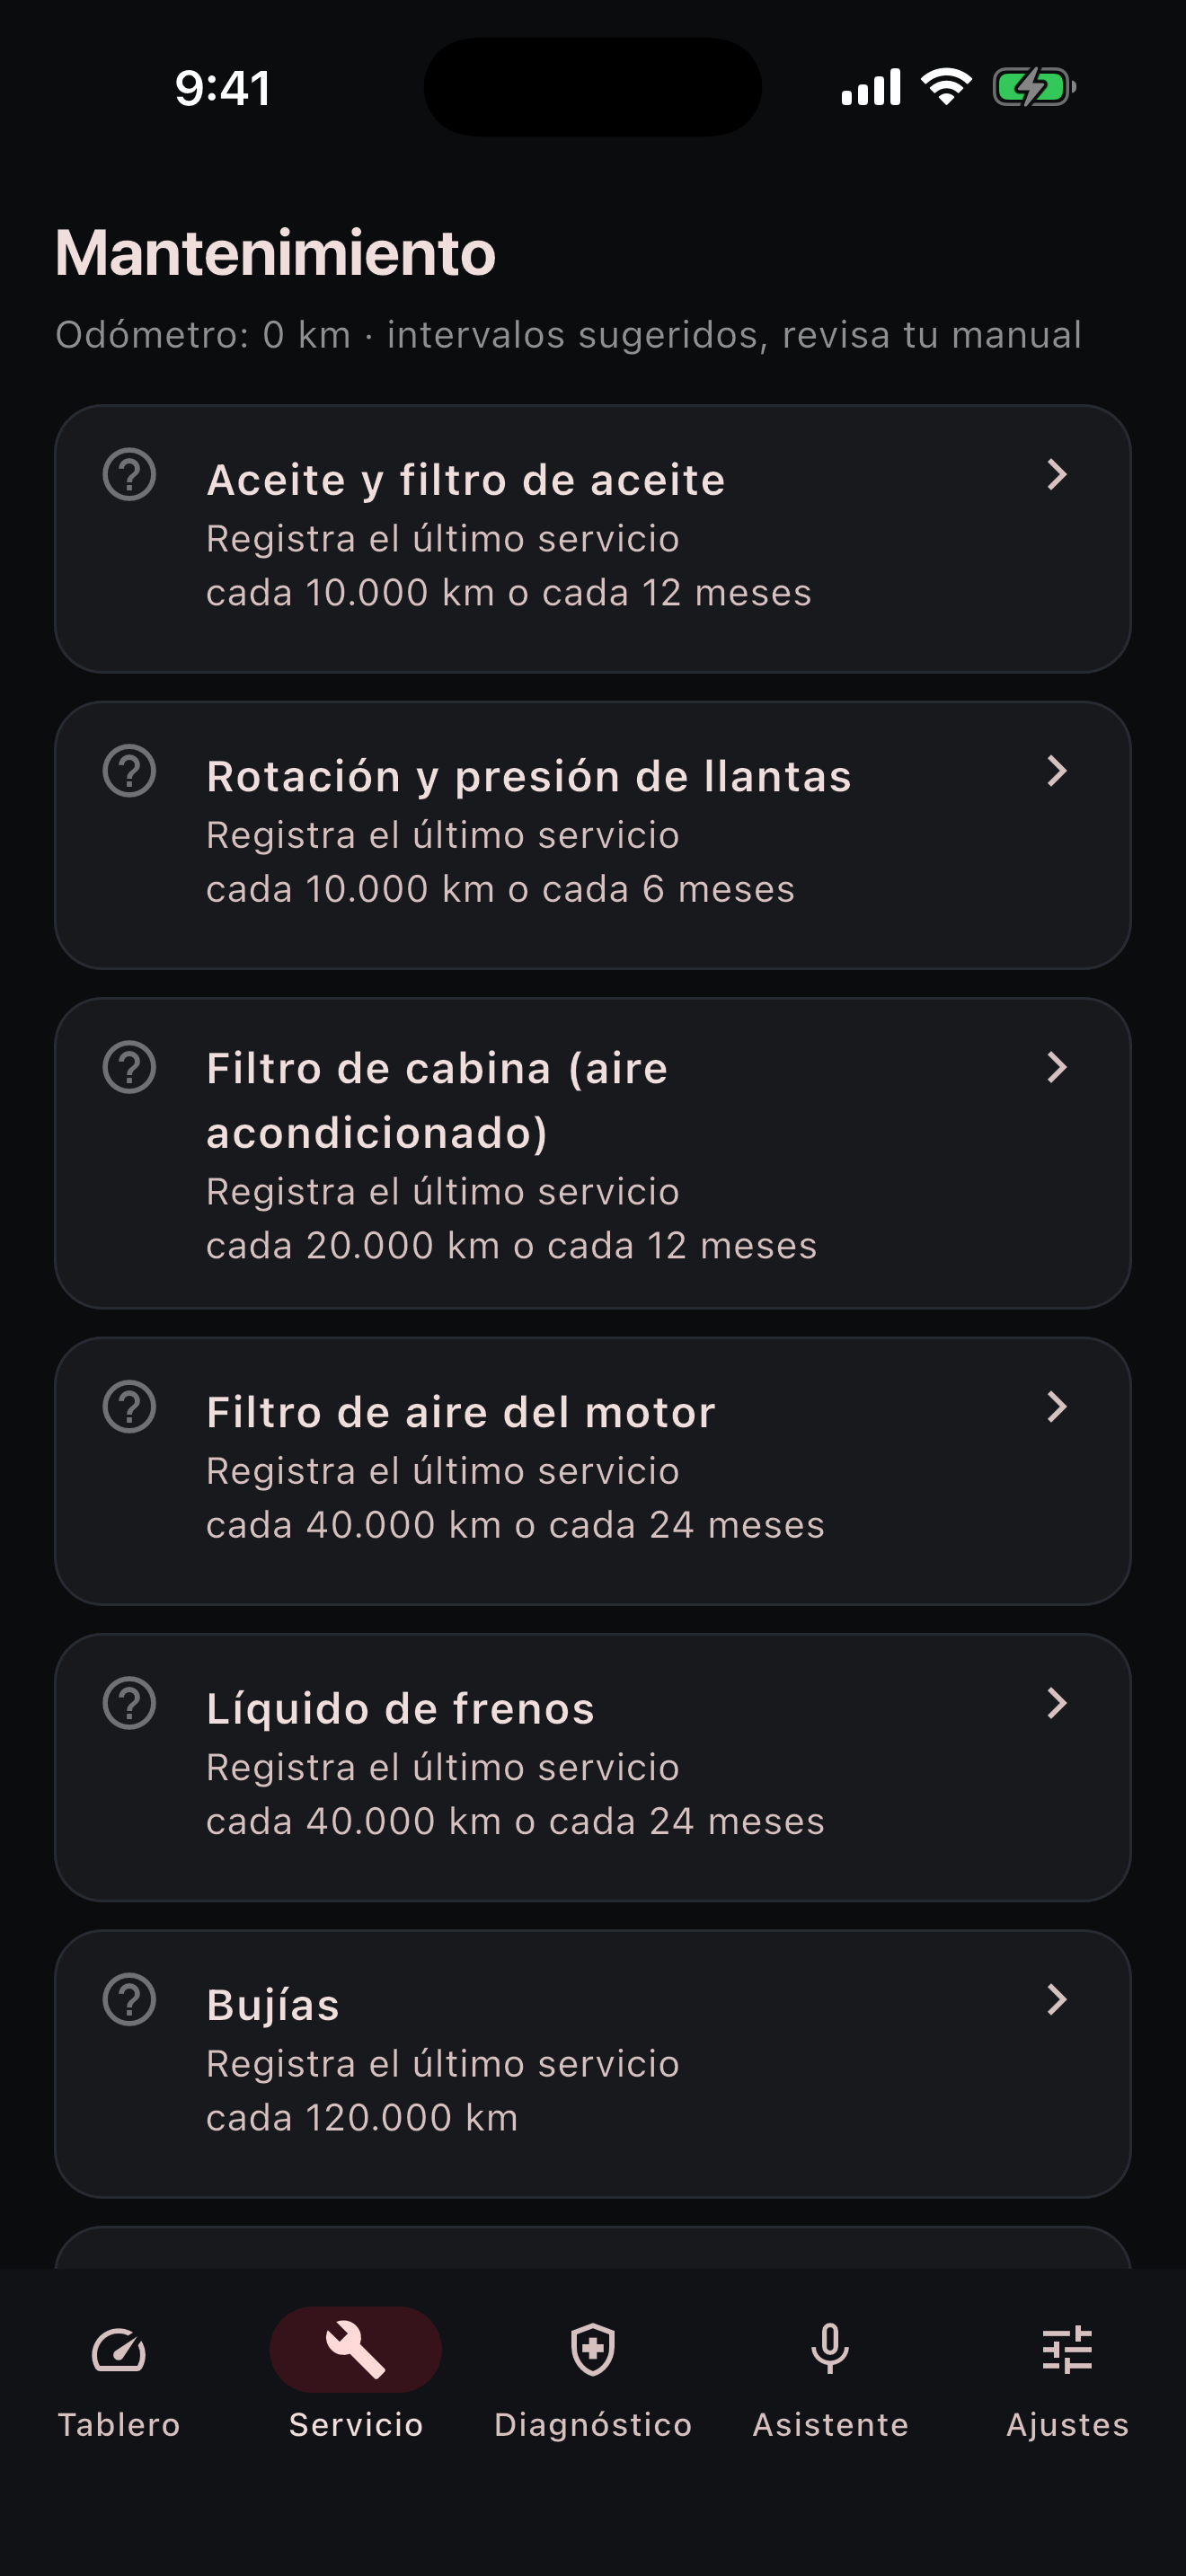 9:41
Mantenimiento
Odómetro: 0 km · intervalos sugeridos, revisa tu manual
Aceite y filtro de aceite
Registra el último servicio
cada 10.000 km o cada 12 meses
Rotación y presión de llantas
Registra el último servicio
cada 10.000 km o cada 6 meses
Filtro de cabina (aire
acondicionado)
Registra el último servicio
cada 20.000 km o cada 12 meses
Filtro de aire del motor
Registra el último servicio
cada 40.000 km o cada 24 meses
Líquido de frenos
Registra el último servicio
cada 40.000 km o cada 24 meses
Bujías
Registra el último servicio
cada 120.000 km
Tablero
Servicio
Diagnóstico
Asistente
Ajustes